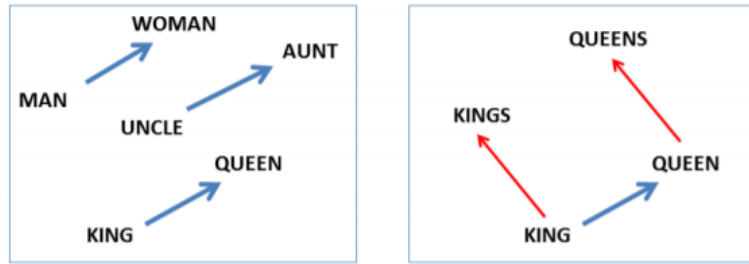 WOMAN
AUNT
MAN
UNCLE
QUEEN
KING
QUEENS
KINGS
QUEEN
KING